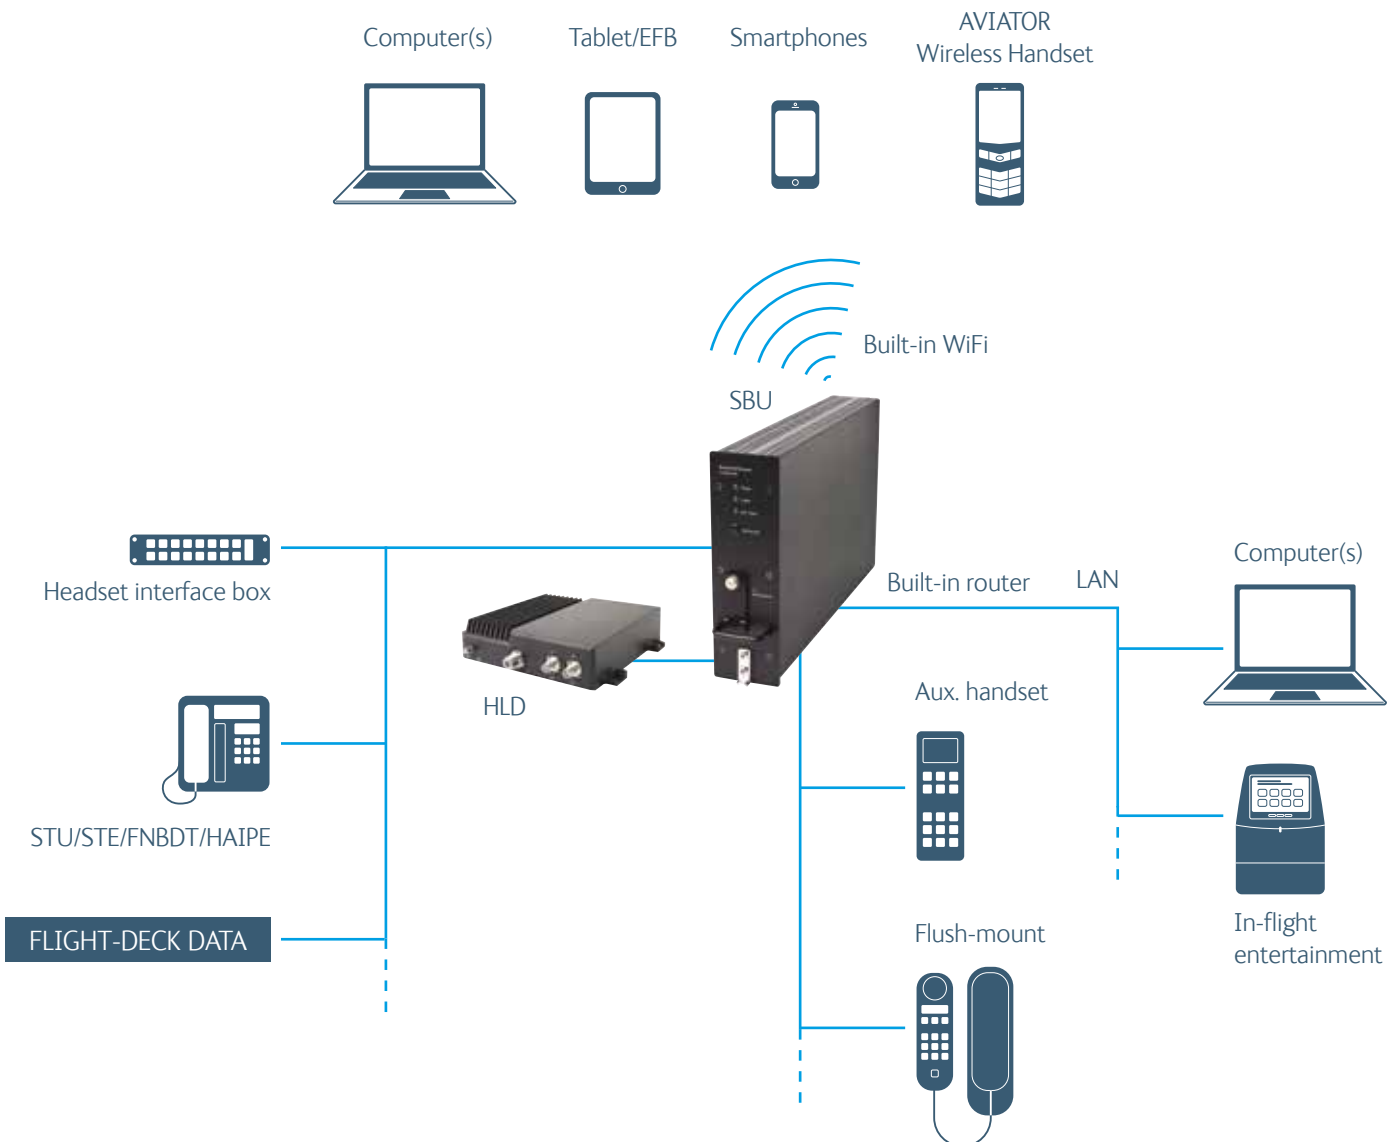 Computer(s)
Tablet/EFB
Smartphones
AVIATOR
Wireless Handset
Built-in WiFi
SBU
Headset interface box
HLD
Built-in router
LAN
Computer(s)
STU/STE/FNBDT/HAIPE
Aux. handset
FLIGHT-DECK DATA
Flush-mount
In-flight
entertainment